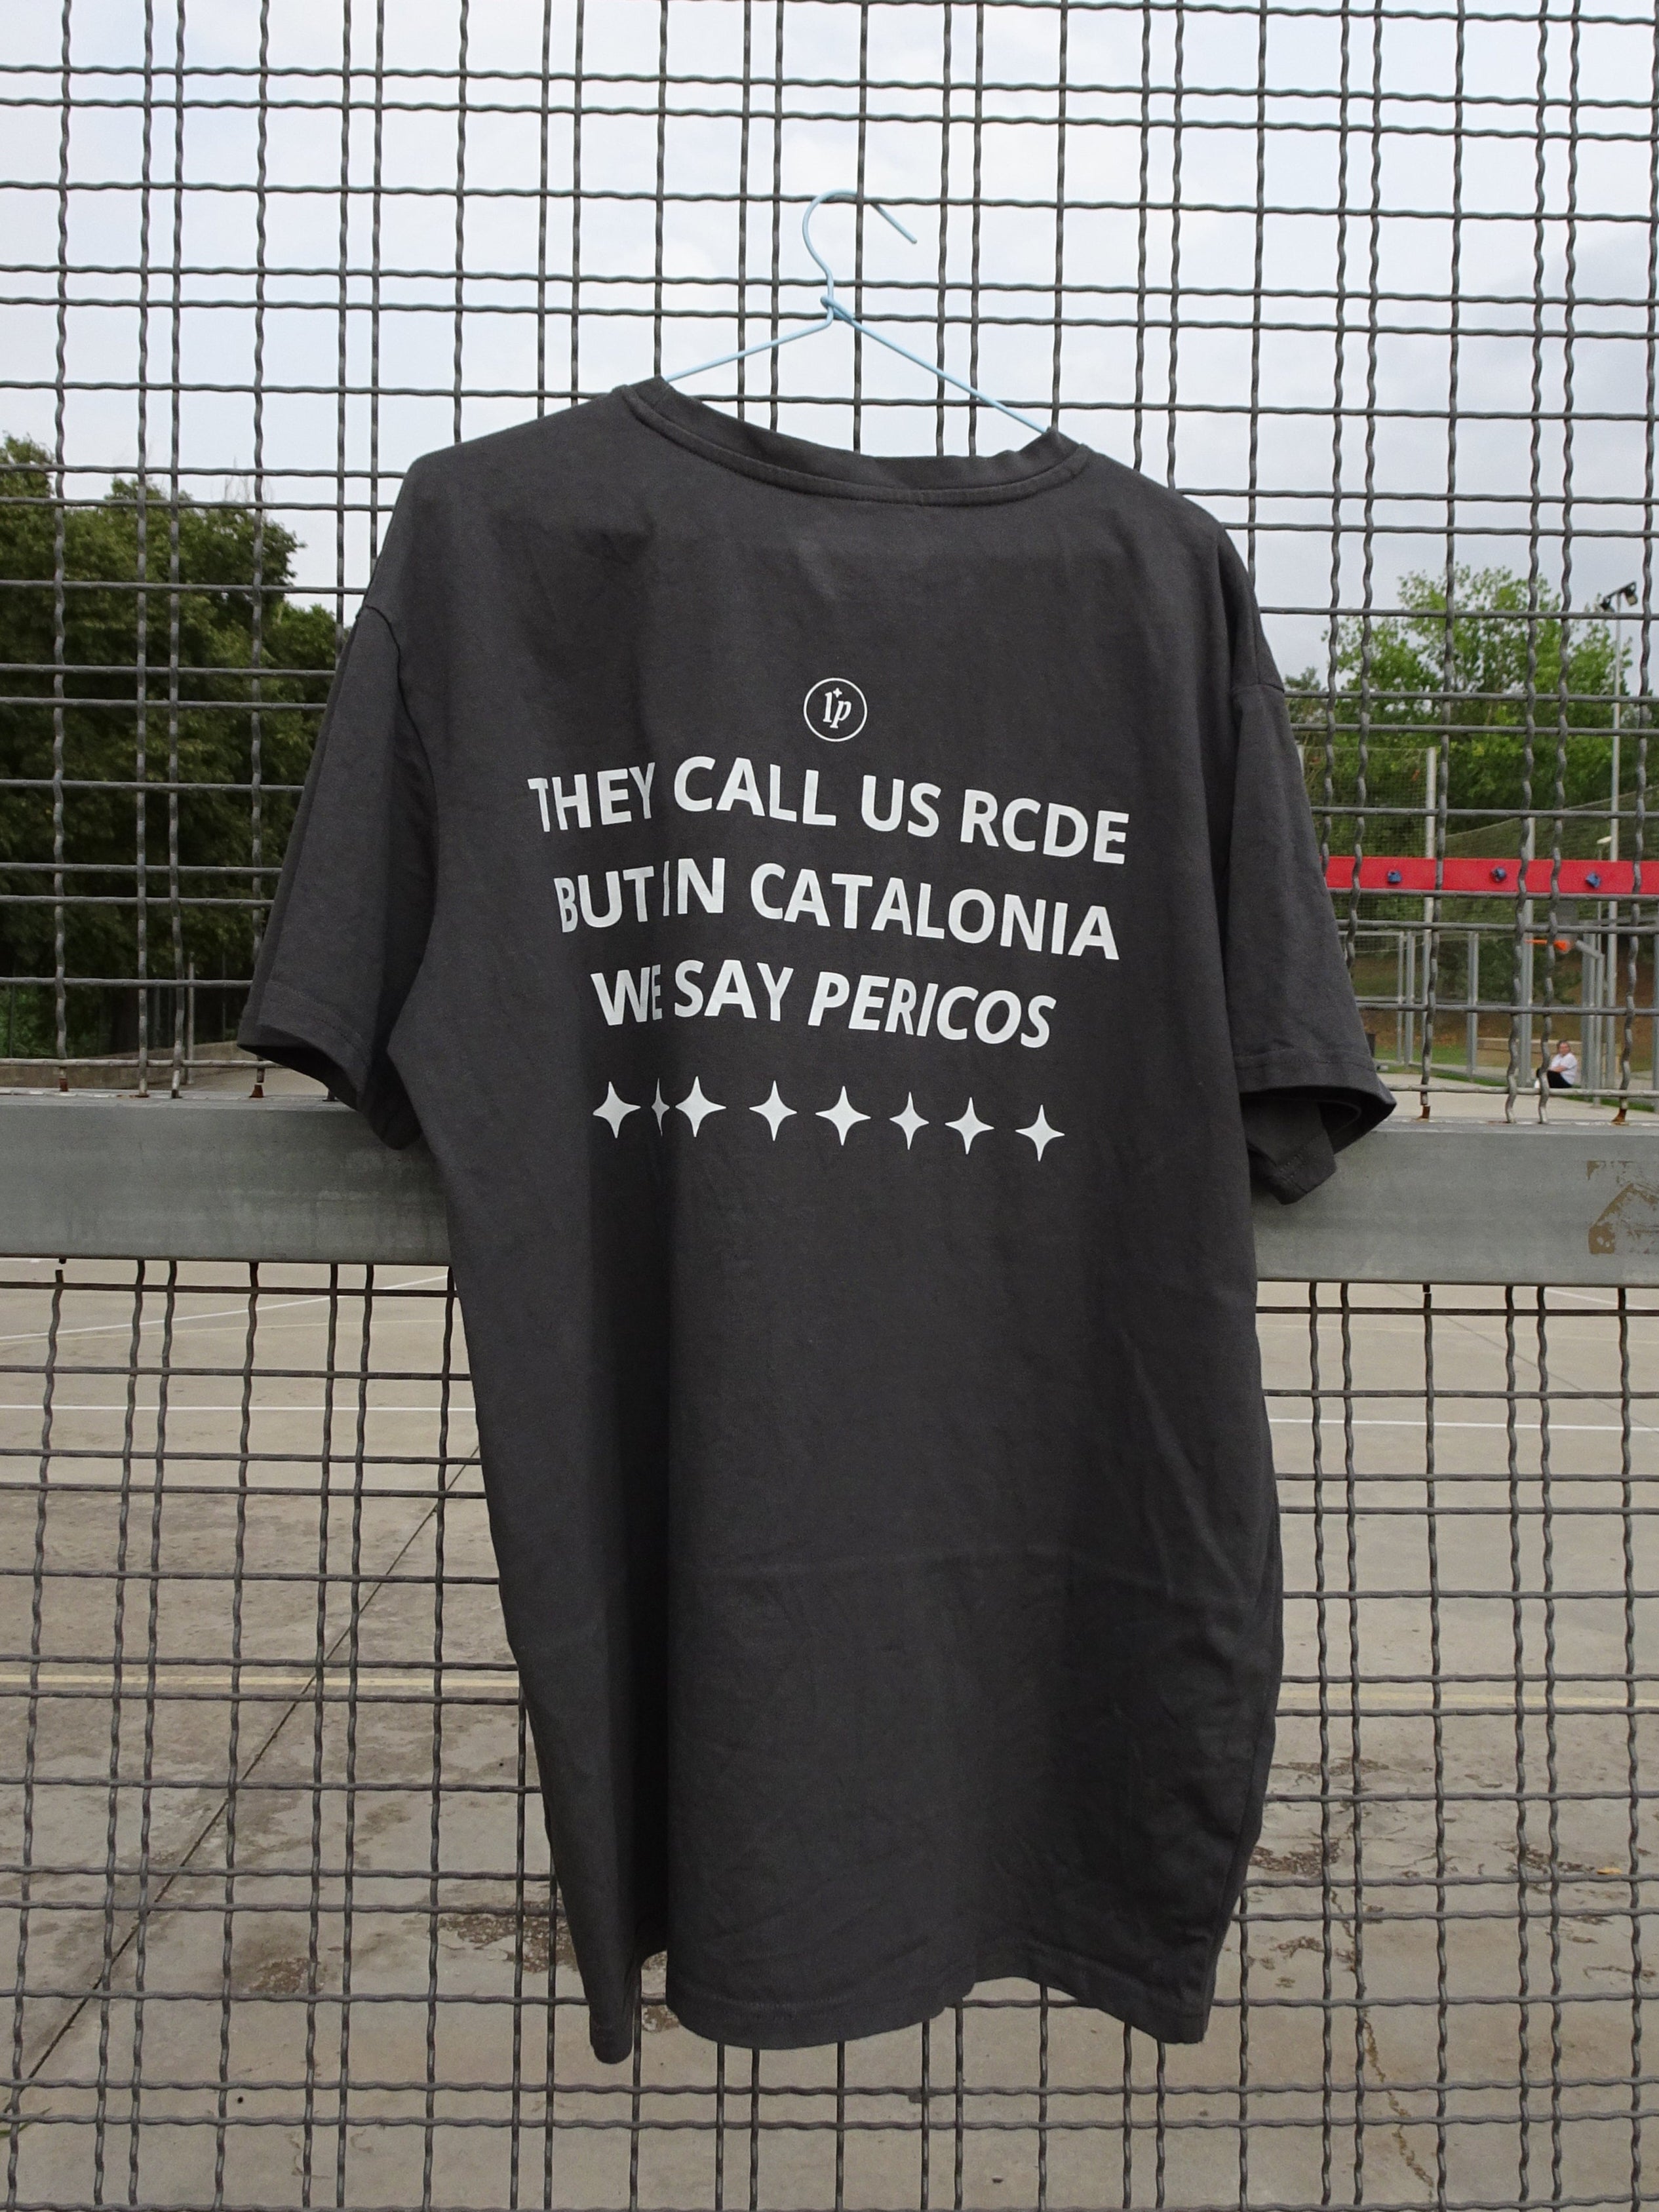 lp
THEY CALL US RCDE
BUT IN CATALONIA
WE SAY PERICOS